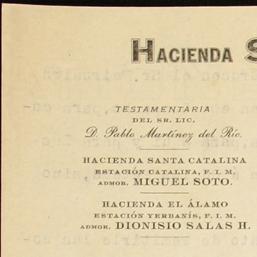 HACIENDA S
TESTAMENTARIA
DEL SR. LIC.
D. Pablo Martínez del Río.
HACIENDA SANTA CATALINA
ESTACIÓN CATALINA, F. I. M.
ADMOR. MIGUEL SOTO.
HACIENDA EL ÁLAMO
ESTACIÓN YERBANÍS, F. I. M.
ADMOR. DIONISIO SALAS H.